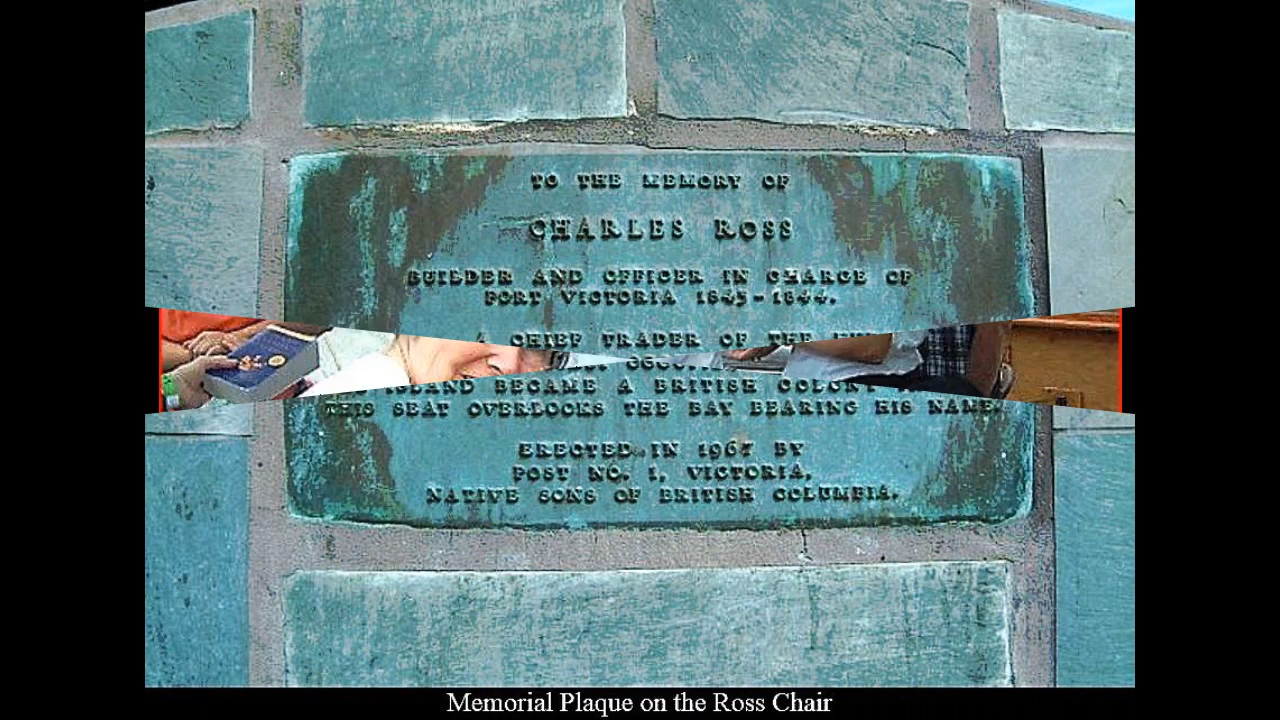 TO THE MEMORY OF
CHARLES ROSS
BUILDER AND OFFICER IN CHARGE OF
FORT VICTORIA 1843-1844.
A CHIEF TRADER OF THE
ISLAND BECAME A BRITISH COLONY
THIS SEAT OVERLOOKS THE BAY BEARING HIS NAME.
ERECTED IN 1967 BY
POST NO. 1, VICTORIA,
NATIVE SONS OF BRITISH COLUMBIA.
Memorial Plaque on the Ross Chair